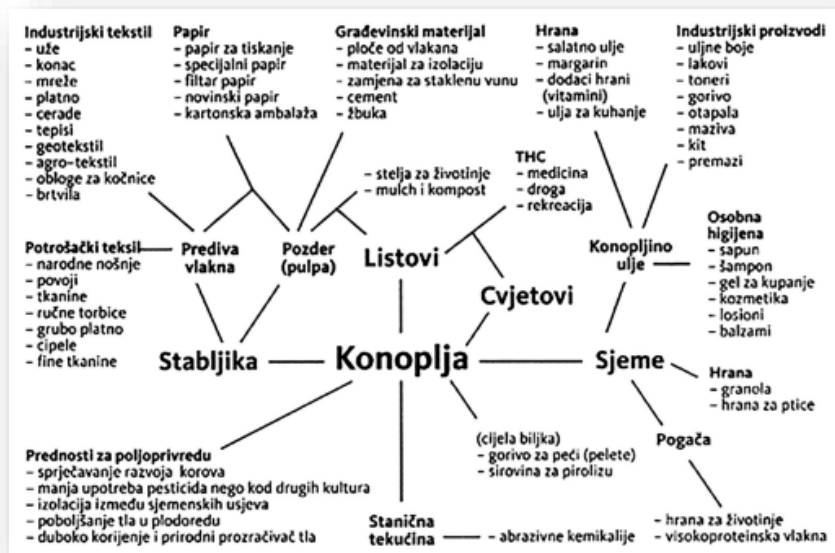 Industrijski tekstil
- uže
- konac
- mreže
- platno
- cerade
- tepisi
- geotekstil
- agro-tekstil
- obloge za kočnice
- brtvila
Papir
- papir za tiskanje
- specijalni papir
- filtar papir
- novinski papir
- kartonska ambalaža
Građevinski materijal
- ploče od vlakana
- materijal za izolaciju
- zamjena za staklenu vunu
- cement
- žbuka
Hrana
- salatno ulje
- margarin
- dodaci hrani
(vitamini)
- ulja za kuhanje
Industrijski proizvodi
- uljne boje
- lakovi
- toneri
- gorivo
- otapala
- maziva
- kit
- premazi
- stelja za životinje
- mulch i kompost
THC
- medicina
- droga
- rekreacija
Potrošački teksil
- narodne nošnje
- povoji
- tkanine
- ručne torbice
- grubo platno
- cipele
- fine tkanine
Prediva
vlakna
Pozder
(pulpa)
Listovi
Cvjetovi
Konopljino
ulje
Osobna
higijena
- sapun
- šampon
- gel za kupanje
- kozmetika
- losioni
- balzami
Stabljika
Konoplja
Sjeme
Hrana
- granola
- hrana za ptice
Prednosti za poljoprivredu
- sprječavanje razvoja korova
- manja upotreba pesticida nego kod drugih kultura
- izolacija između sjemenskih usjeva
- poboljšanje tla u plodoredu
- duboko korijenje i prirodni prozračivač tla
(cijela biljka)
- gorivo za peći (pelete)
- sirovina za pirolizu
Pogača
Stanična
tekućina
- abrazivne kemikalije
- hrana za životinje
- visokoproteinska vlakna